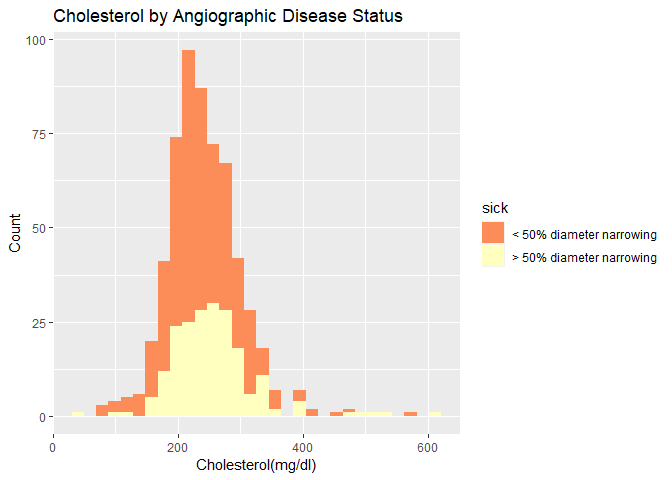 Cholesterol by Angiographic Disease Status
100
75
50
25
0
Count
0
200
400
600
Cholesterol(mg/dl)
sick
< 50% diameter narrowing
> 50% diameter narrowing